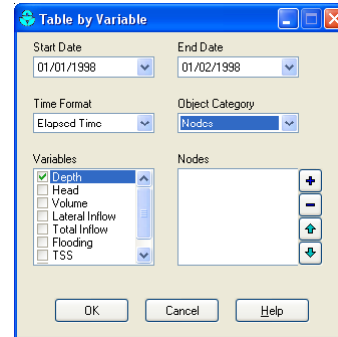 Table by Variable
Start Date
End Date
01/01/1998
01/02/1998
Time Format
Object Category
Elapsed Time
Nodes
Variables
Nodes
Depth
Head
Volume
Lateral Inflow
Total Inflow
Flooding
TSS
OK
Cancel
Help